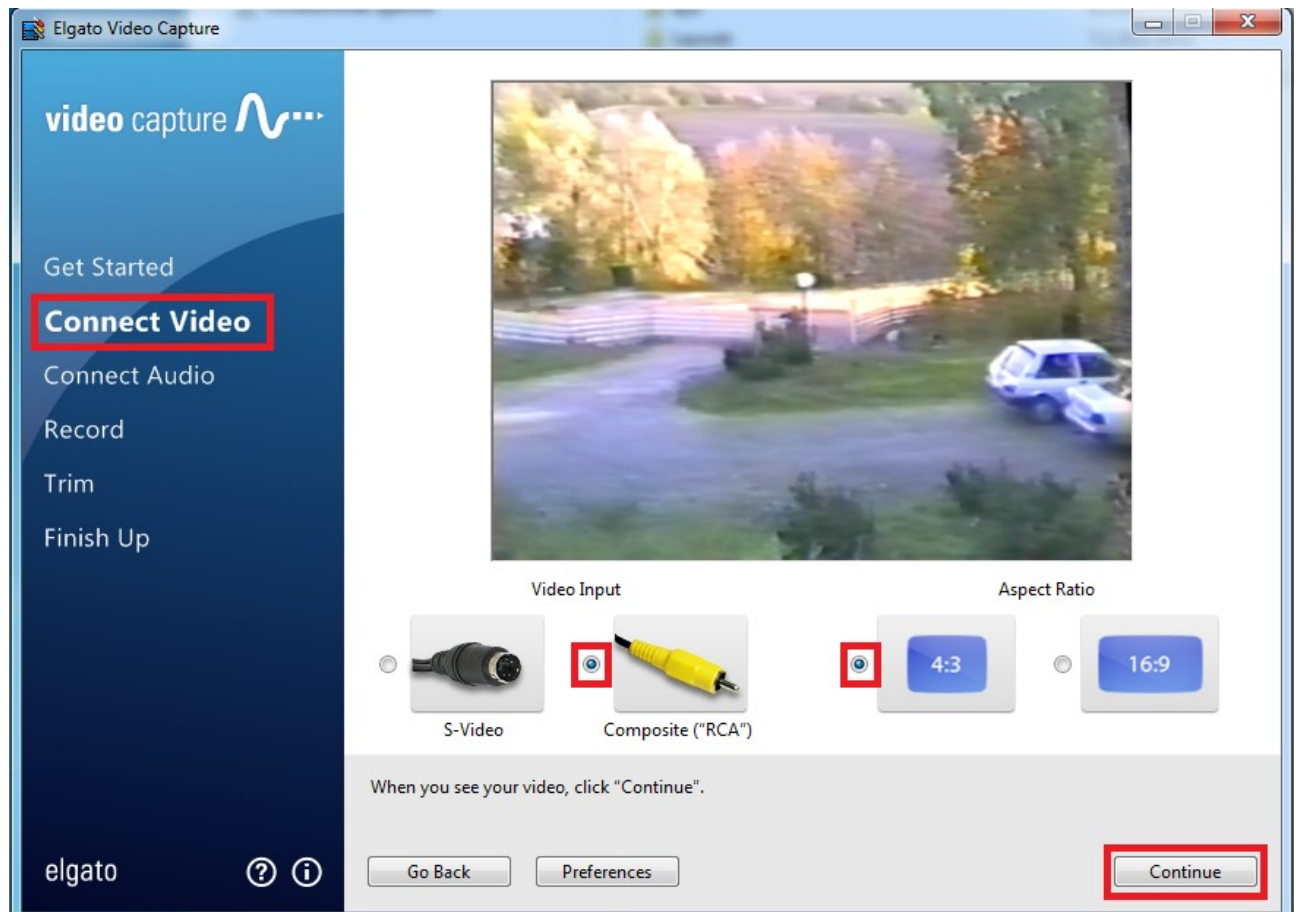 Elgato Video Capture
video capture
Get Started
Connect Video
Connect Audio
Record
Trim
Finish Up
Video Input
Aspect Ratio
4:3
16:9
S-Video
Composite ("RCA")
When you see your video, click "Continue".
elgato
Go Back
Preferences
Continue